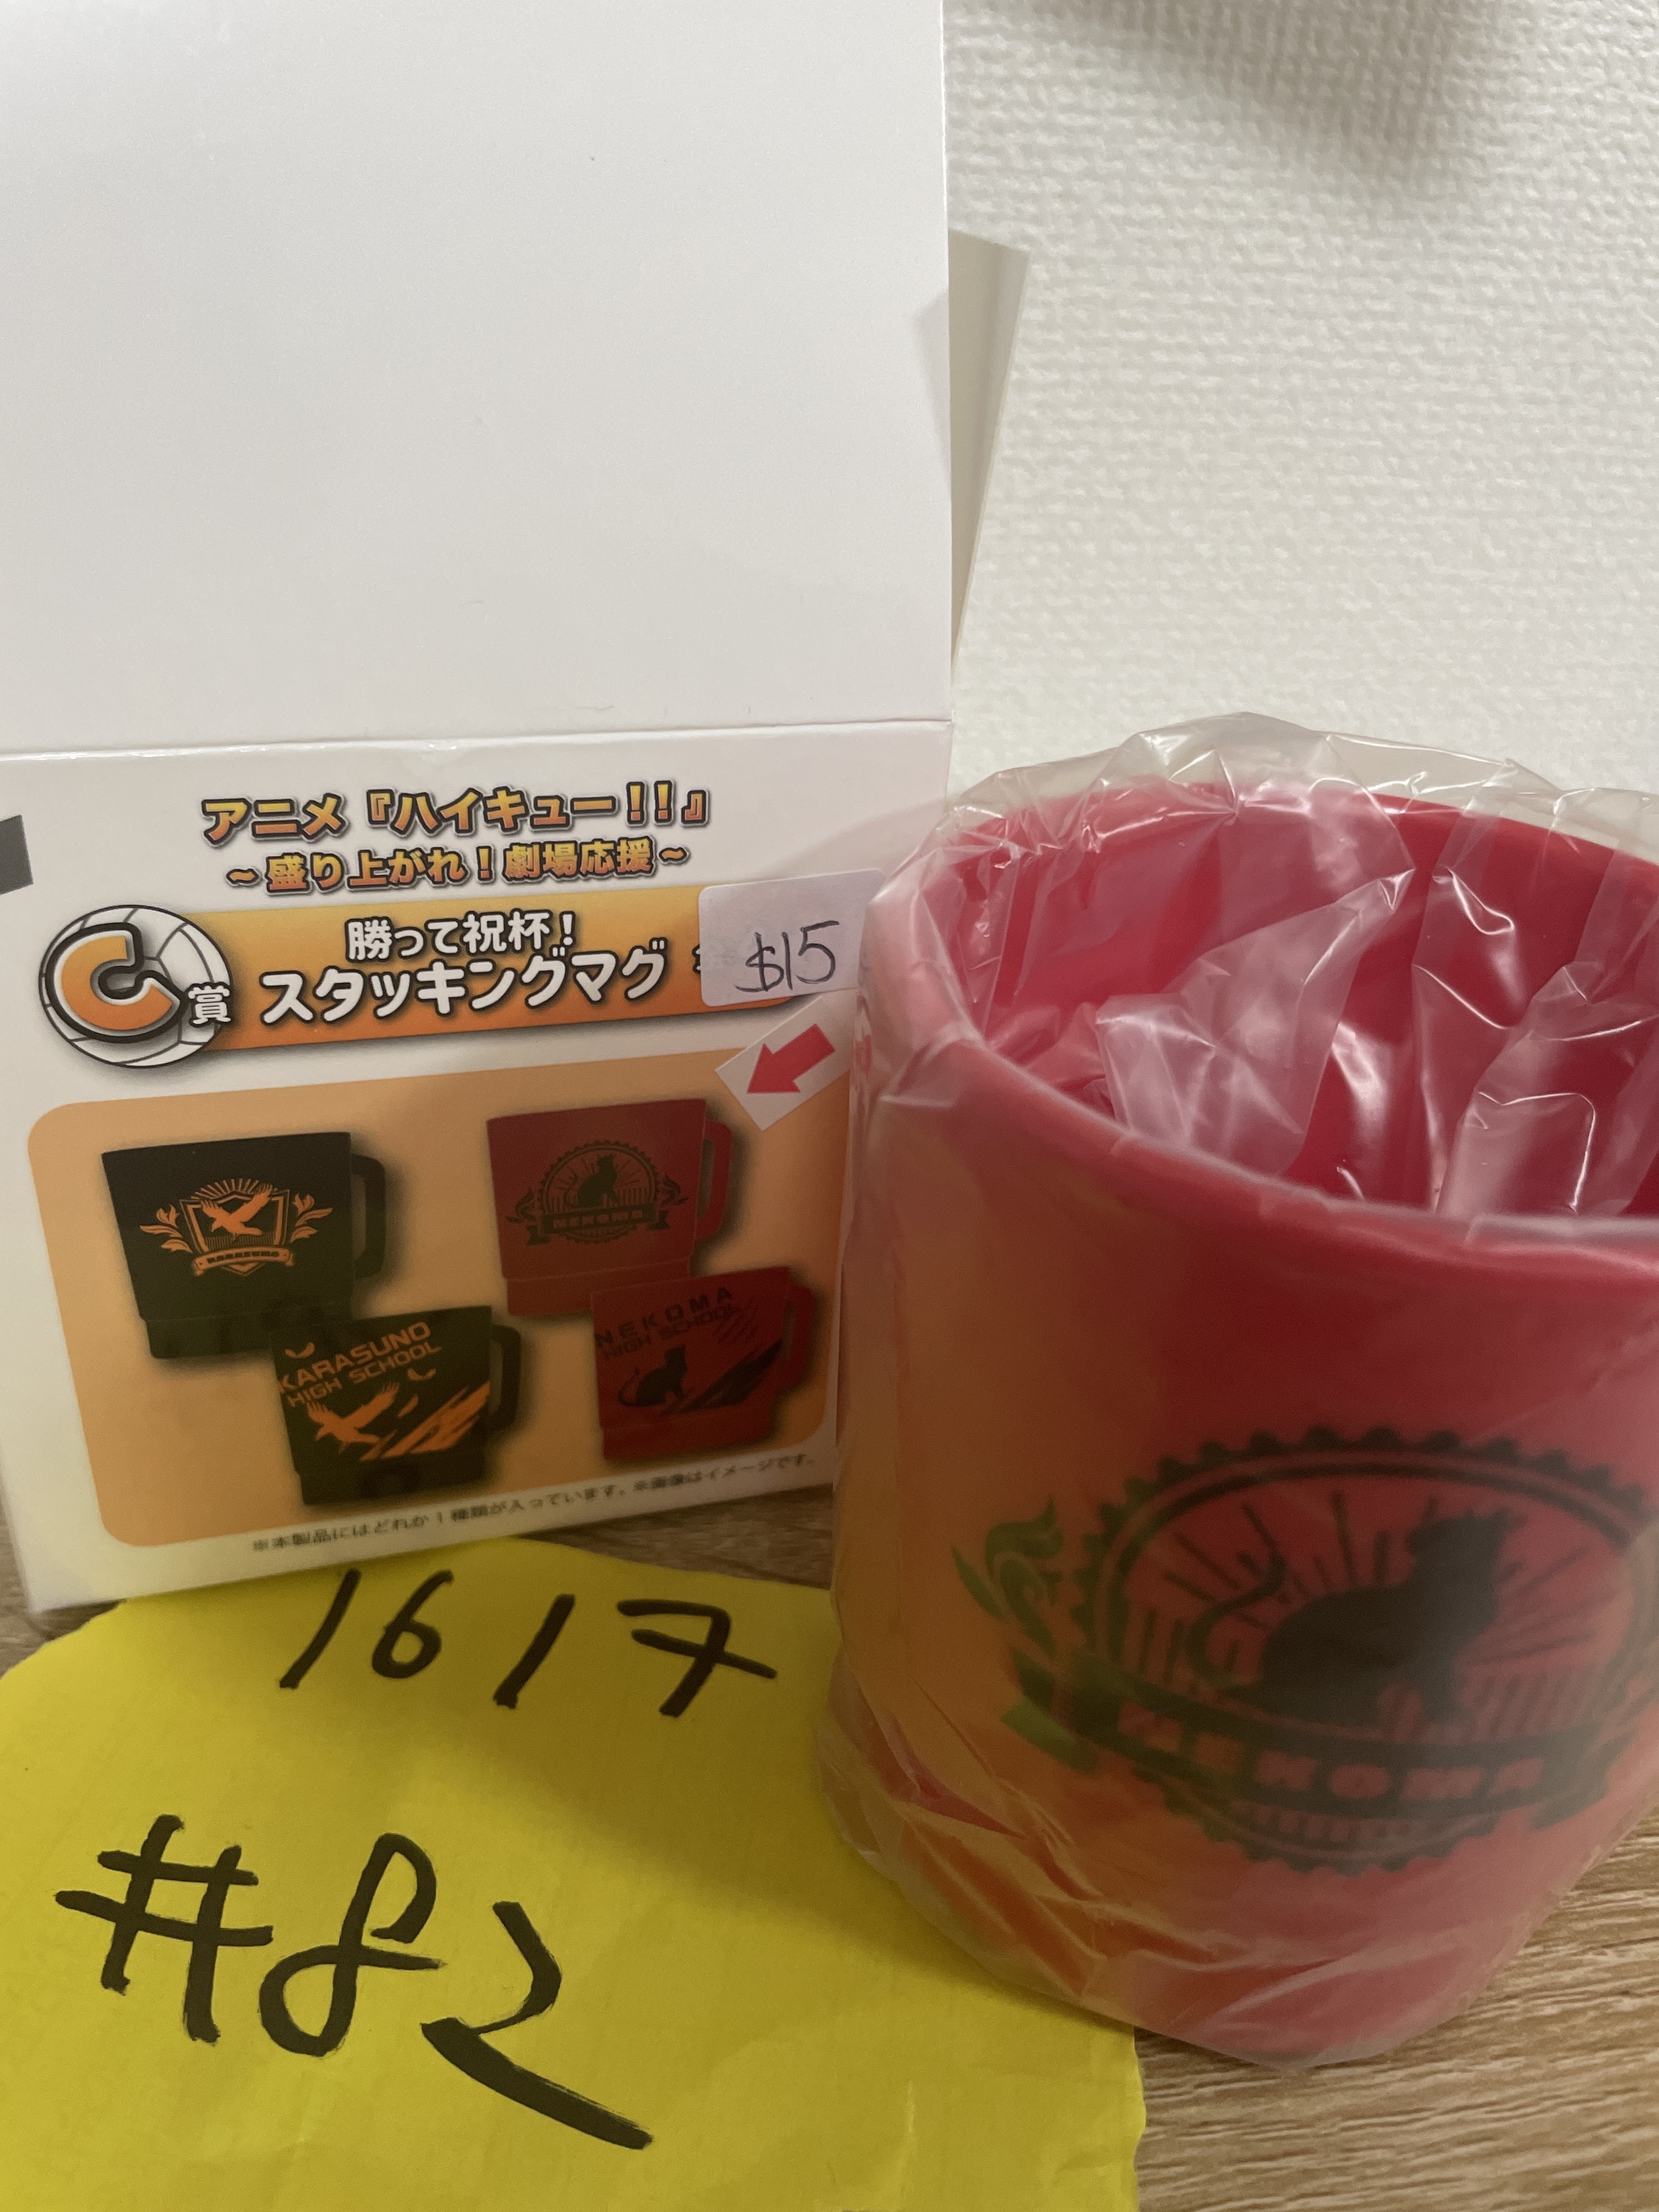 アニメ『ハイキュー!!』
~盛り上がれ!劇場応援~
C賞
勝って祝杯!
スタッキングマグ
$15
KARASUNO
NEKOMA
KARASUNO
HIGH SCHOOL
NEKOMA
HIGH SCHOOL
※本製品にはどれか1種類が入っています。※画像はイメージです。
NEKOMA
1617
#82